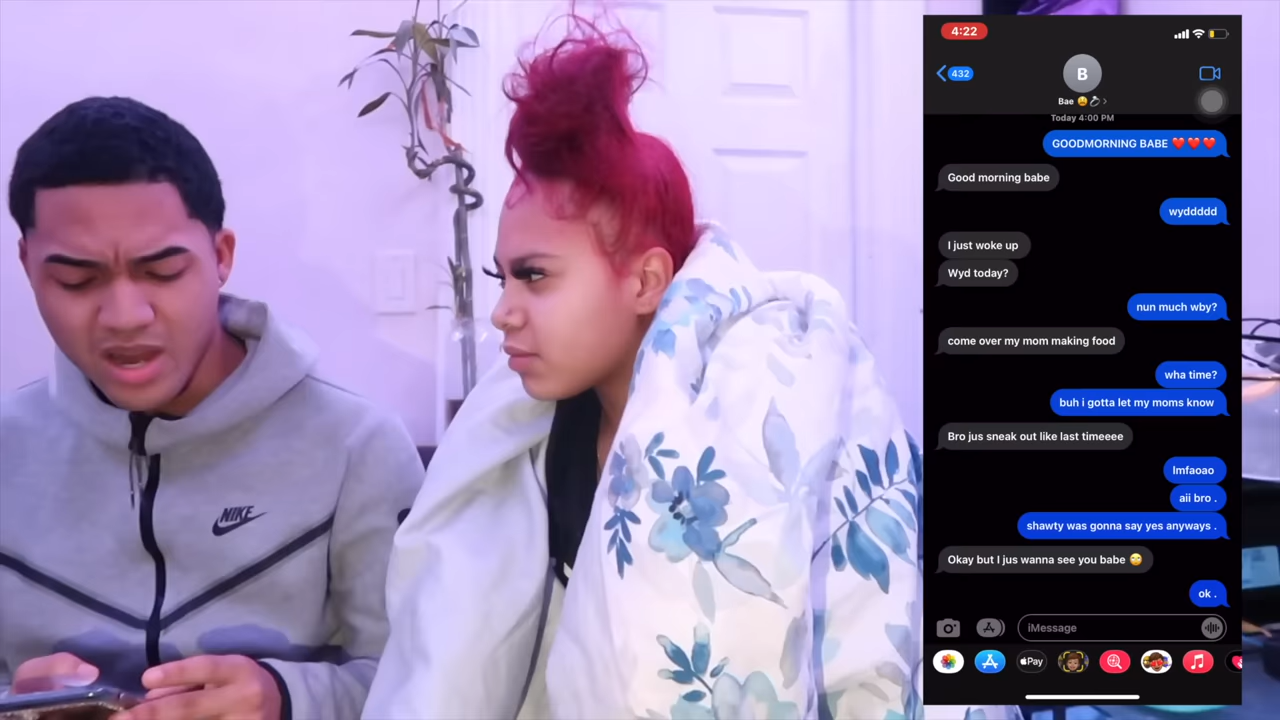 4:22
432
B
Bae 😩💍 >
Today 4:00 PM
GOODMORNING BABE ❤️❤️❤️
Good morning babe
wyddddd
I just woke up
Wyd today?
nun much wby?
come over my mom making food
wha time?
buh i gotta let my moms know
Bro jus sneak out like last timeeee
lmfaoao
aii bro .
shawty was gonna say yes anyways .
Okay but I jus wanna see you babe 🙄
ok .
iMessage
Pay
NIKE